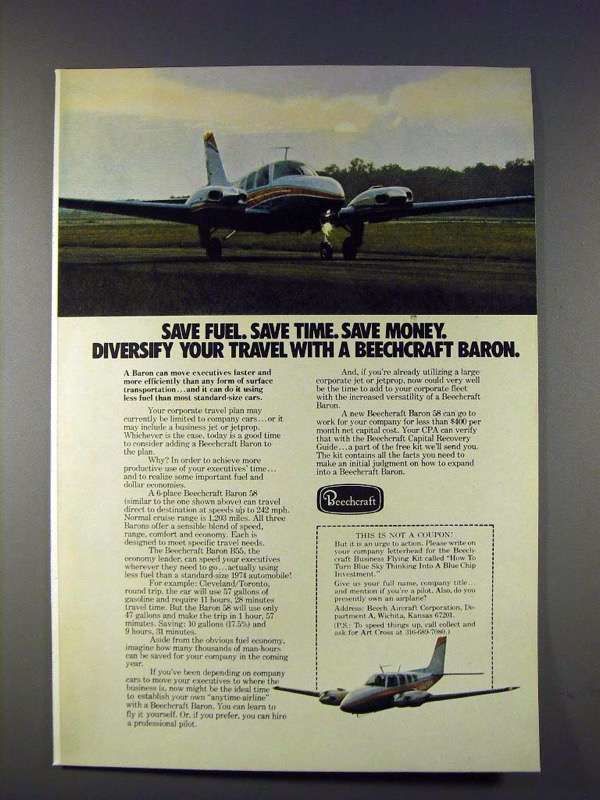 SAVE FUEL. SAVE TIME. SAVE MONEY.
DIVERSIFY YOUR TRAVEL WITH A BEECHCRAFT BARON.
A Baron can move executives faster and
more efficiently than any form of surface
transportation...and it can do it using
less fuel than most standard-size cars.
Your corporate travel plan may
currently be limited to company cars...or it
may include a business jet or jetprop.
Whichever is the case, today is a good time
to consider adding a Beechcraft Baron to
the plan.
Why? In order to achieve more
productive use of your executives' time...
and to realize some important fuel and
dollar economies.
A 6-place Beechcraft Baron 58
(similar to the one shown above) can travel
direct to destination at speeds up to 242 mph.
Normal cruise range is 1,203 miles. All three
Barons offer a sensible blend of speed,
range, comfort and economy. Each is
designed to meet specific travel needs.
The Beechcraft Baron B55, the
economy lender, can speed your executives
wherever they need to go...actually using
less fuel than a standard-size 1974 automobile!
For example: Cleveland/Toronto,
round trip, the car will use 57 gallons of
gasoline and require 11 hours, 28 minutes
travel time. But the Baron 58 will use only
47 gallons and make the trip in 1 hour, 57
minutes. Saving: 10 gallons (17.5%) and
9 hours, 31 minutes.
Aside from the obvious fuel economy,
imagine how many thousands of man-hours
can be saved for your company in the coming
year.
If you've been depending on company
cars to move your executives to where the
business is, now might be the ideal time
to establish your own "anytime-airline"
with a Beechcraft Baron. You can learn to
fly it yourself. Or, if you prefer, you can hire
a professional pilot.
And, if you're already utilizing a large
corporate jet or jetprop, now could very well
be the time to add to your corporate fleet
with the increased versatility of a Beechcraft
Baron.
A new Beechcraft Baron 58 can go to
work for your company for less than $400 per
month net capital cost. Your CPA can verify
that with the Beechcraft Capital Recovery
Guide...a part of the free kit we'll send you.
The kit contains all the facts you need to
make an initial judgment on how to expand
into a Beechcraft Baron.
Beechcraft
THIS IS NOT A COUPON!
But it is an urge to action. Please write on
your company letterhead for the Beech-
craft Business Flying Kit called "How To
Turn Blue Sky Thinking Into A Blue Chip
Investment."
Give us your full name, company title...
and mention if you're a pilot. Also, do you
presently own an airplane?
Address: Beech Aircraft Corporation, De-
partment A, Wichita, Kansas 67201.
(P.S.: To speed things up, call collect and
ask for Art Cross at 316-689-7080.)